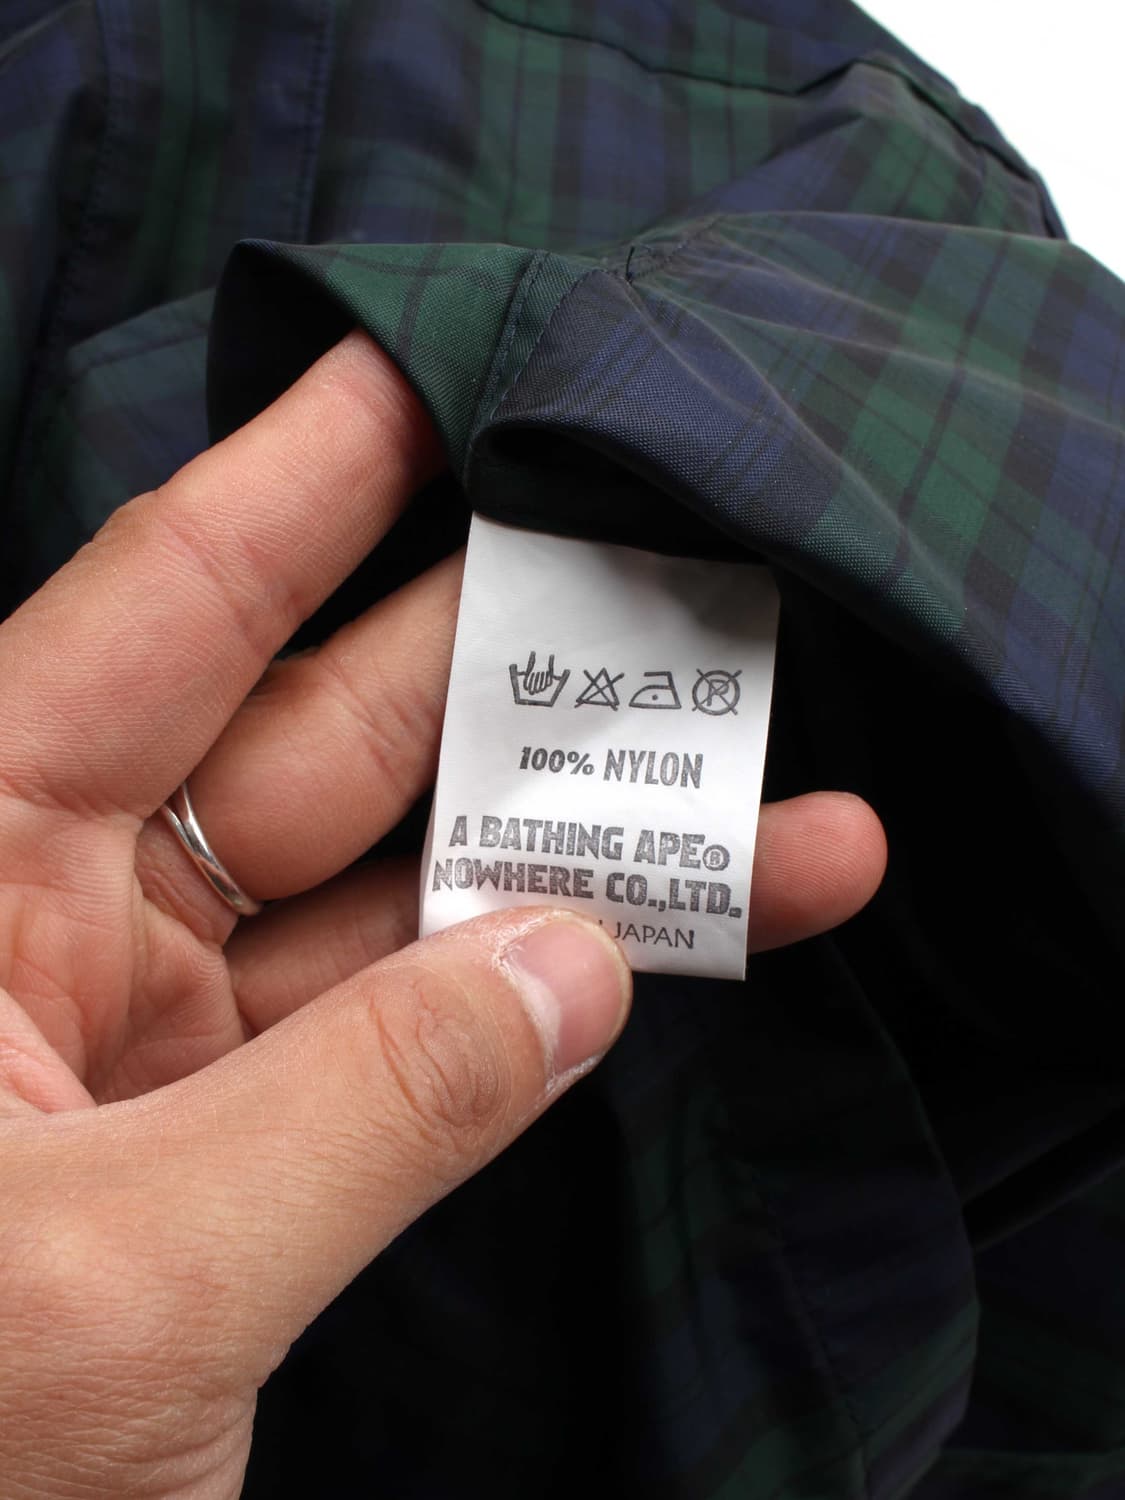 P
100% NYLON
A BATHING APE®
NOWHERE CO.,LTD.
JAPAN